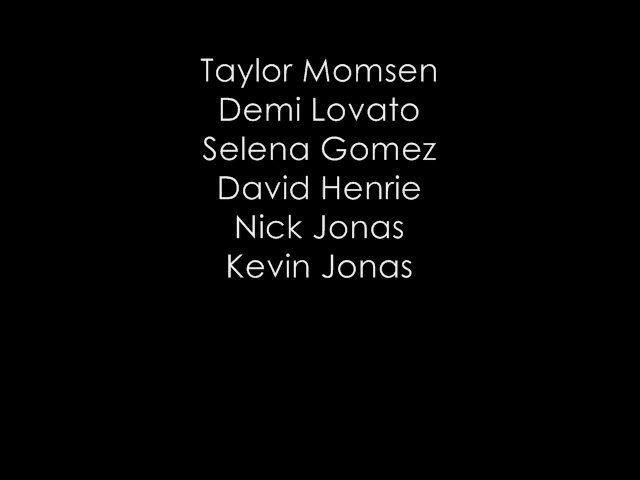 Taylor Momsen
Demi Lovato
Selena Gomez
David Henrie
Nick Jonas
Kevin Jonas